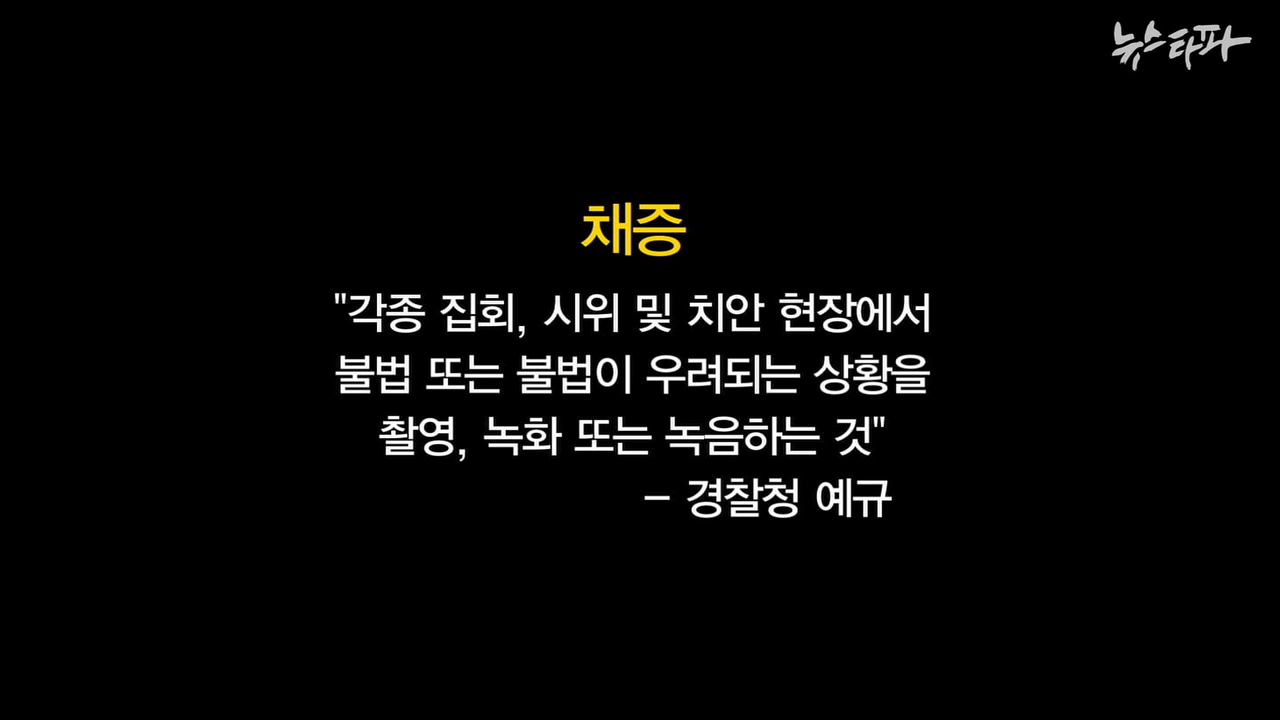 뉴스타파
채증
"각종 집회, 시위 및 치안 현장에서
불법 또는 불법이 우려되는 상황을
촬영, 녹화 또는 녹음하는 것"
– 경찰청 예규